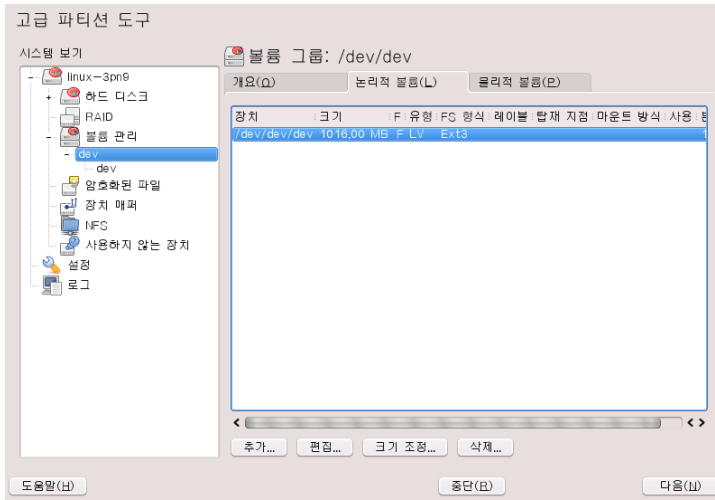 고급 파티션 도구
시스템 보기
linux-3pn9
하드 디스크
RAID
볼륨 관리
dev
dev
암호화된 파일
장치 매퍼
NFS
사용하지 않는 장치
설정
로그
볼륨 그룹: /dev/dev
개요(O) 논리적 볼륨(L) 물리적 볼륨(P)
장치 크기 F 유형 FS 형식 레이블 탑재 지점 마운트 방식 사용
/dev/dev/dev 1016,00 MB F LV Ext3 1
추가... 편집... 크기 조정... 삭제...
도움말(H) 중단(R) 다음(N)